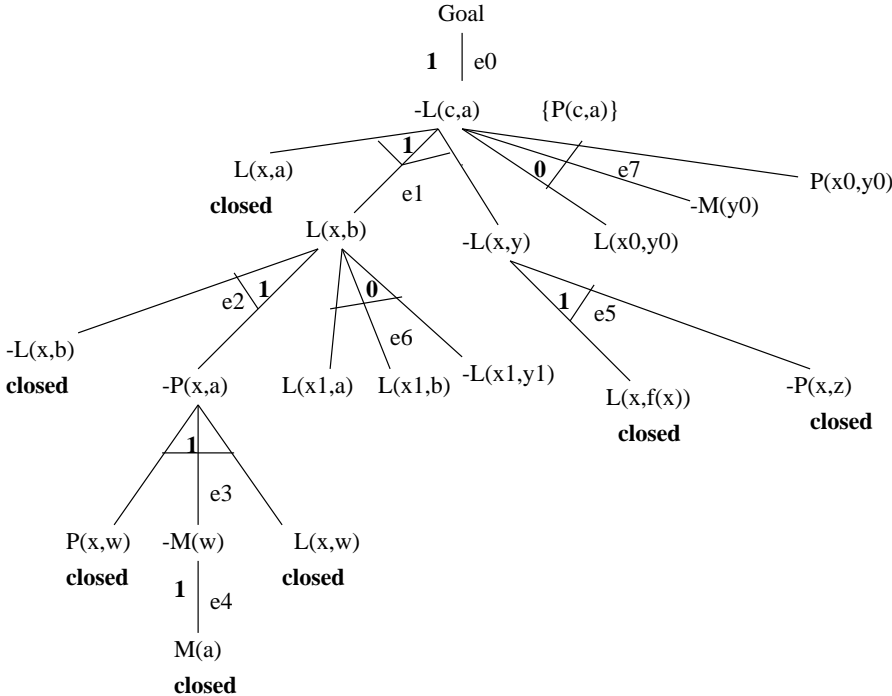 Goal
1 e0
-L(c,a) {P(c,a)}
1 0 e7
L(x,a) P(x0,y0)
closed e1 -M(y0)
L(x,b) -L(x,y) L(x0,y0)
e2 1 0 1 e5
e6
-L(x,b)
closed -P(x,a) L(x1,a) L(x1,b) -L(x1,y1) L(x,f(x)) -P(x,z)
closed closed
1
e3
P(x,w) -M(w) L(x,w)
closed closed
1 e4
M(a)
closed